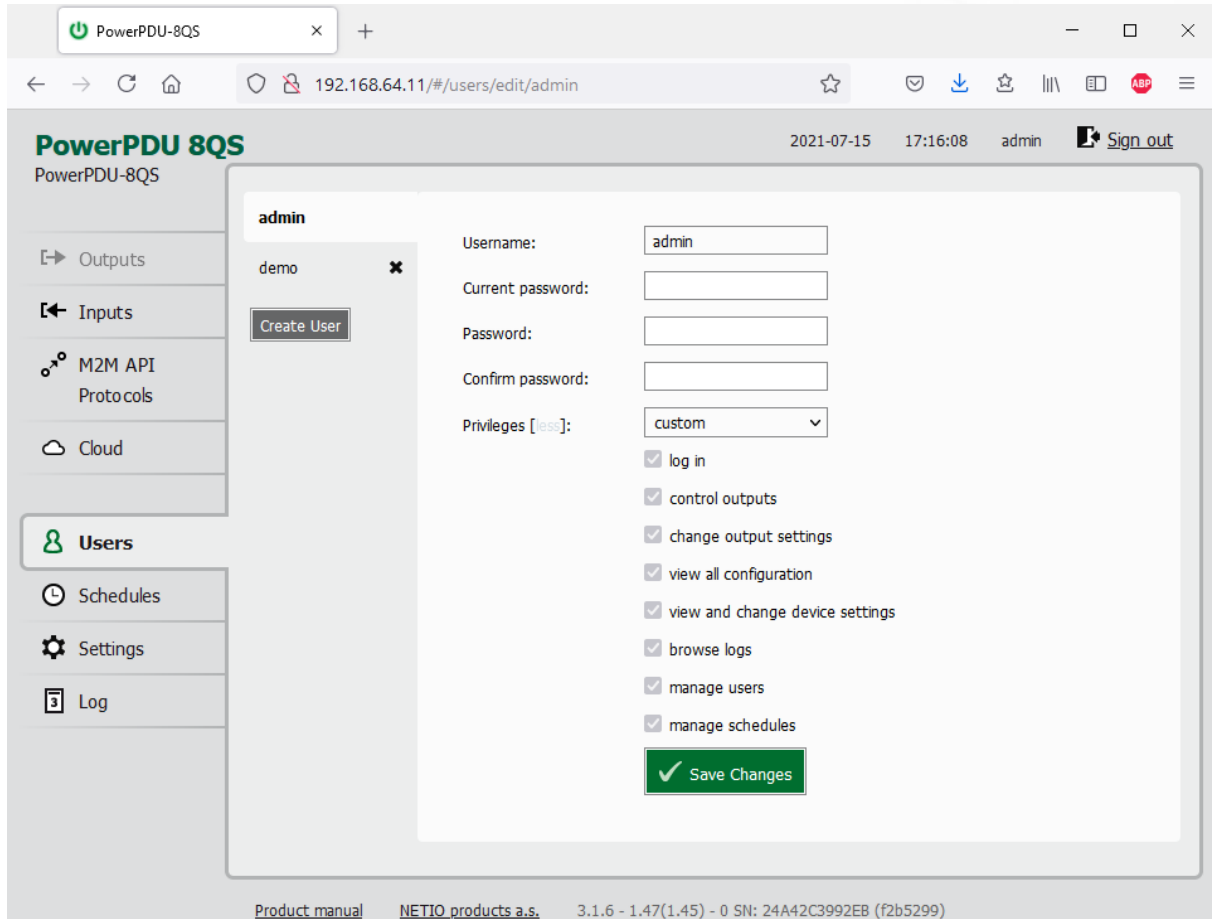 PowerPDU-8QS
192.168.64.11/#/users/edit/admin
ABP
PowerPDU 8QS
PowerPDU-8QS
2021-07-15 17:16:08 admin Sign out
Outputs
Inputs
M2M API
Protocols
Cloud
Users
Schedules
Settings
3
Log
admin
demo
Create User
Username: admin
Current password:
Password:
Confirm password:
Privileges [less]: custom
log in
control outputs
change output settings
view all configuration
view and change device settings
browse logs
manage users
manage schedules
Save Changes
Product manual NETIO products a.s. 3.1.6 - 1.47(1.45) - 0 SN: 24A42C3992EB (f2b5299)